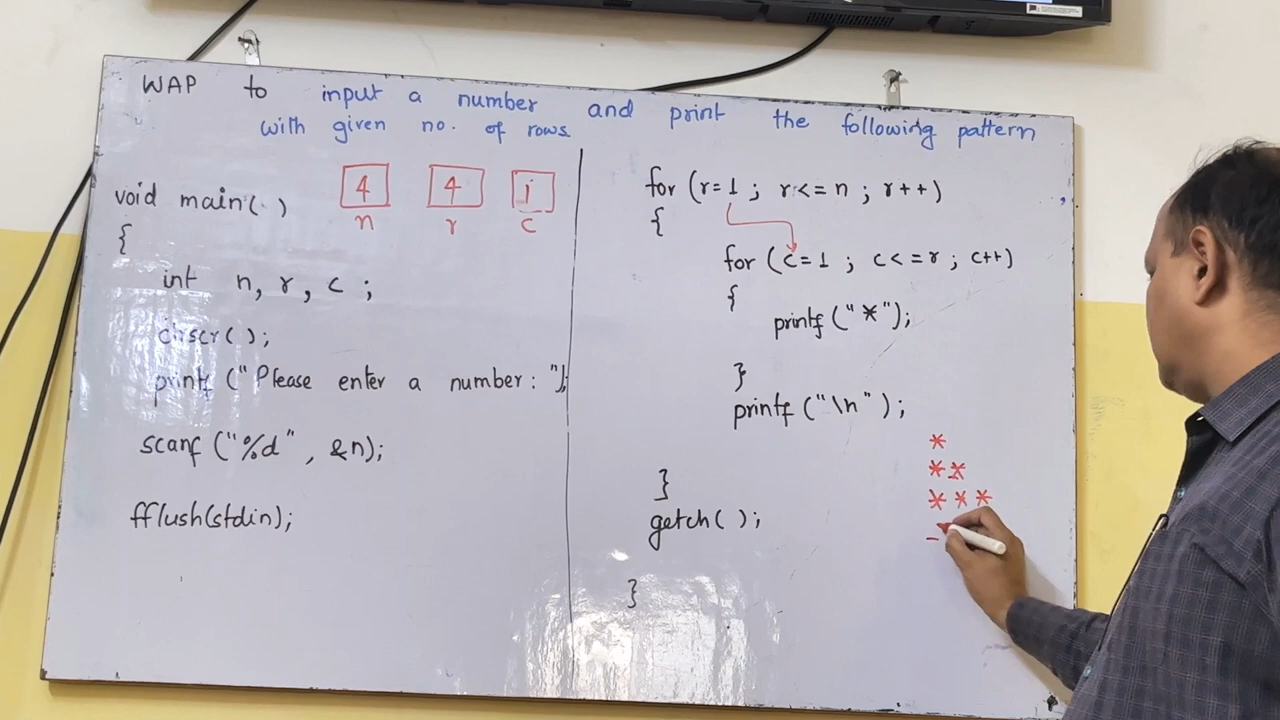 WAP to input a number and print the following pattern
with given no. of rows.
void main( )
{
int n, r, c ;
clrscr( );
printf ("Please enter a number: ");
scanf ("%d" , &n);
fflush(stdin);
4 4 1
n r c
for (r=1 ; r<=n ; r++)
{
for (c=1 ; c<=r ; c++)
{
printf ("*");
}
printf ("\n" );
}
getch( );
}
*
**
***